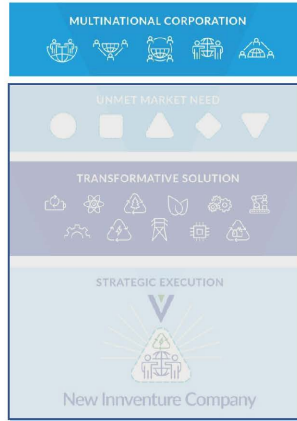 MULTINATIONAL CORPORATION
UNMET MARKET NEED
TRANSFORMATIVE SOLUTION
STRATEGIC EXECUTION
New Innventure Company